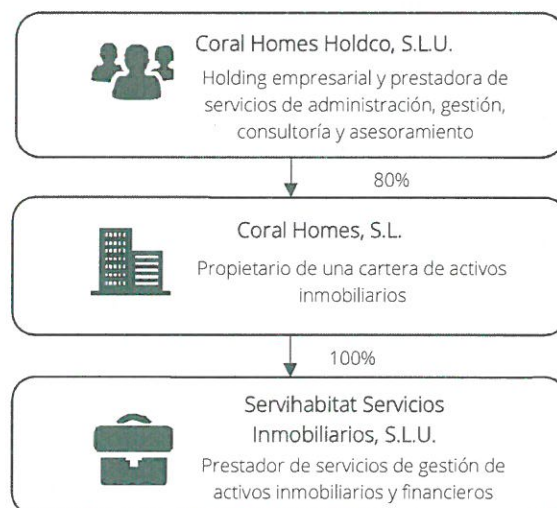 Coral Homes Holdco, S.L.U.
Holding empresarial y prestadora de
servicios de administración, gestión,
consultoría y asesoramiento
80%
Coral Homes, S.L.
Propietario de una cartera de activos
inmobiliarios
100%
Servihabitat Servicios
Inmobiliarios, S.L.U.
Prestador de servicios de gestión de
activos inmobiliarios y financieros